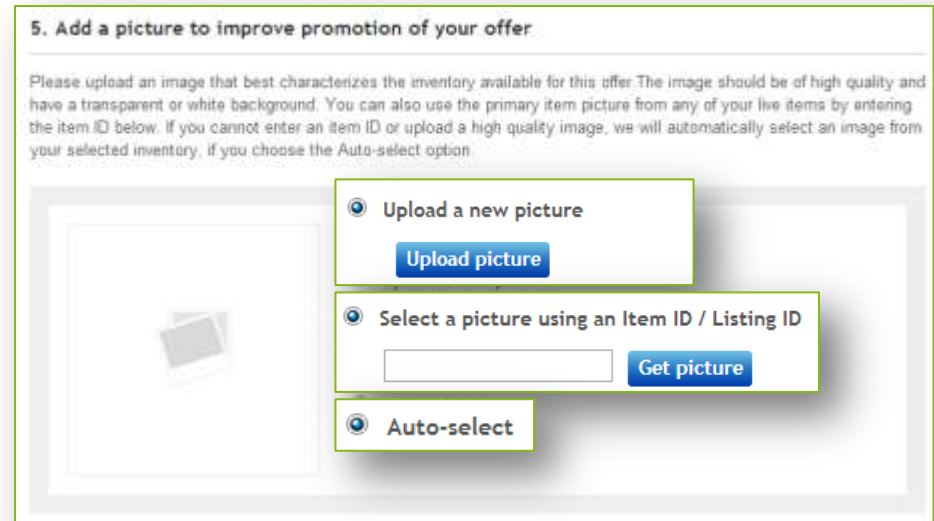 5. Add a picture to improve promotion of your offer
Please upload an image that best characterizes the inventory available for this offer. The image should be of high quality and
have a transparent or white background. You can also use the primary item picture from any of your live items by entering
the item ID below. If you cannot enter an item ID or upload a high quality image, we will automatically select an image from
your selected inventory, if you choose the Auto-select option.
Upload a new picture
Upload picture
Select a picture using an Item ID / Listing ID
Get picture
Auto-select